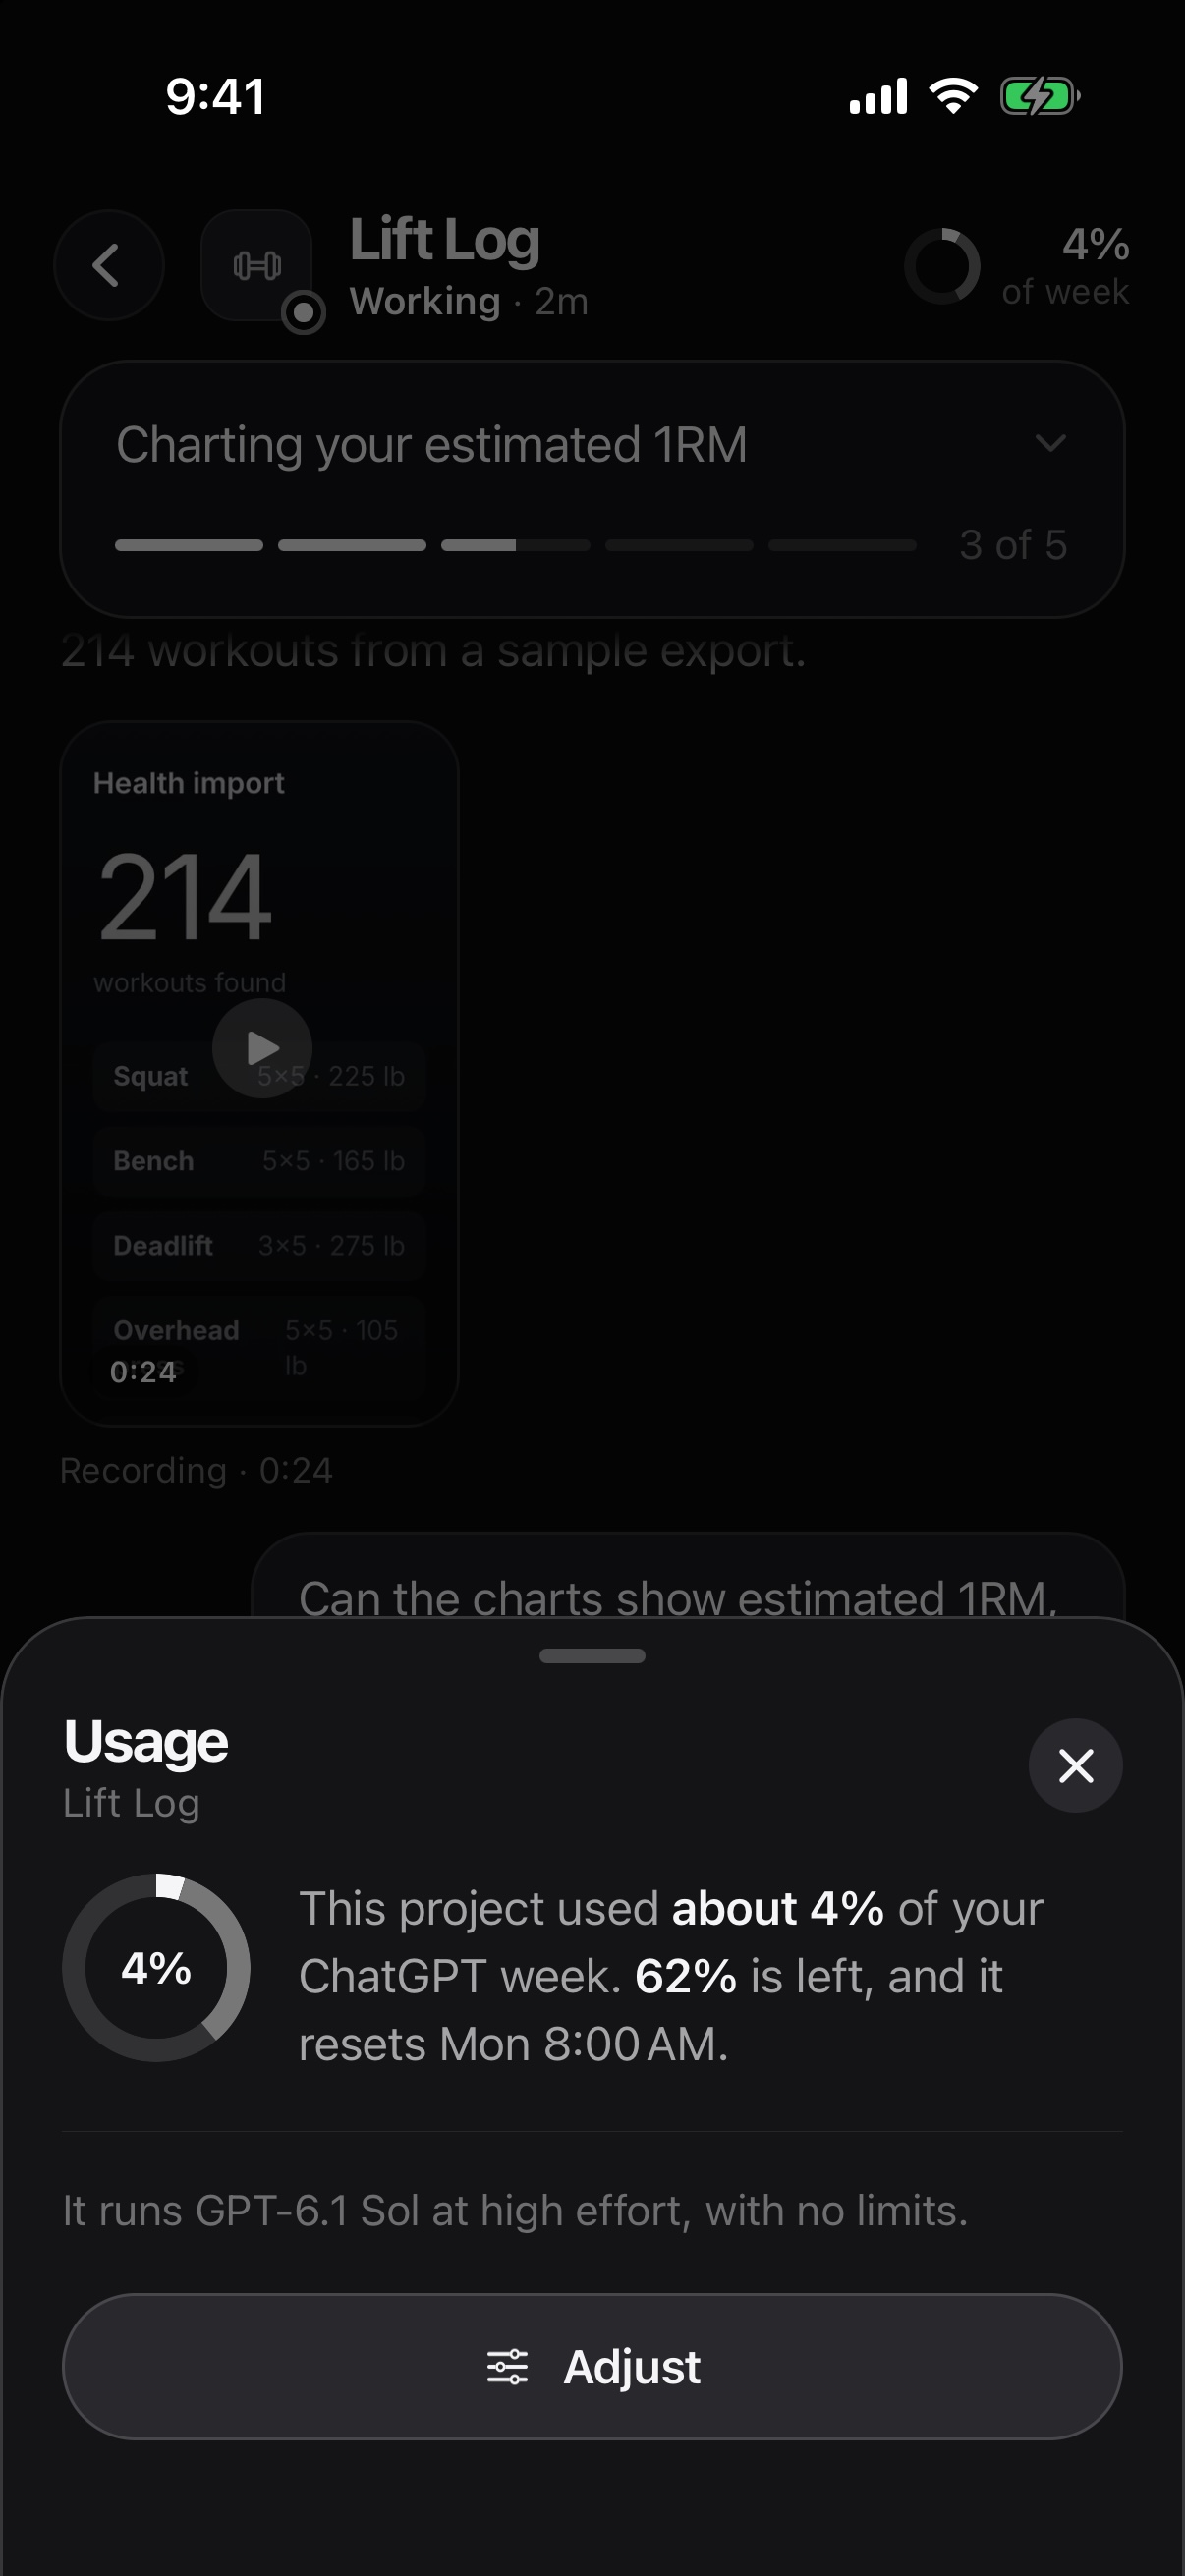 9:41
Lift Log
Working · 2m
4%
of week
Charting your estimated 1RM
3 of 5
214 workouts from a sample export.
Health import
214
workouts found
Squat 5×5 · 225 lb
Bench 5×5 · 165 lb
Deadlift 3×5 · 275 lb
Overhead 5×5 · 105
lb
0:24
Recording · 0:24
Can the charts show estimated 1RM,
Usage
Lift Log
4%
This project used about 4% of your
ChatGPT week. 62% is left, and it
resets Mon 8:00 AM.
It runs GPT-6.1 Sol at high effort, with no limits.
Adjust